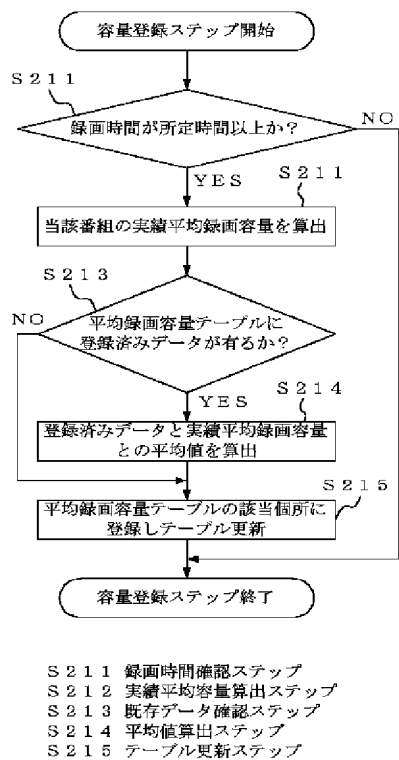 容量登録ステップ開始
S211
録画時間が所定時間以上か？
NO
YES
S211
当該番組の実績平均録画容量を算出
S213
NO
平均録画容量テーブルに
登録済みデータが有るか？
YES
S214
登録済みデータと実績平均録画容量
との平均値を算出
S215
平均録画容量テーブルの該当個所に
登録しテーブル更新
容量登録ステップ終了
S211 録画時間確認ステップ
S212 実績平均容量算出ステップ
S213 既存データ確認ステップ
S214 平均値算出ステップ
S215 テーブル更新ステップ